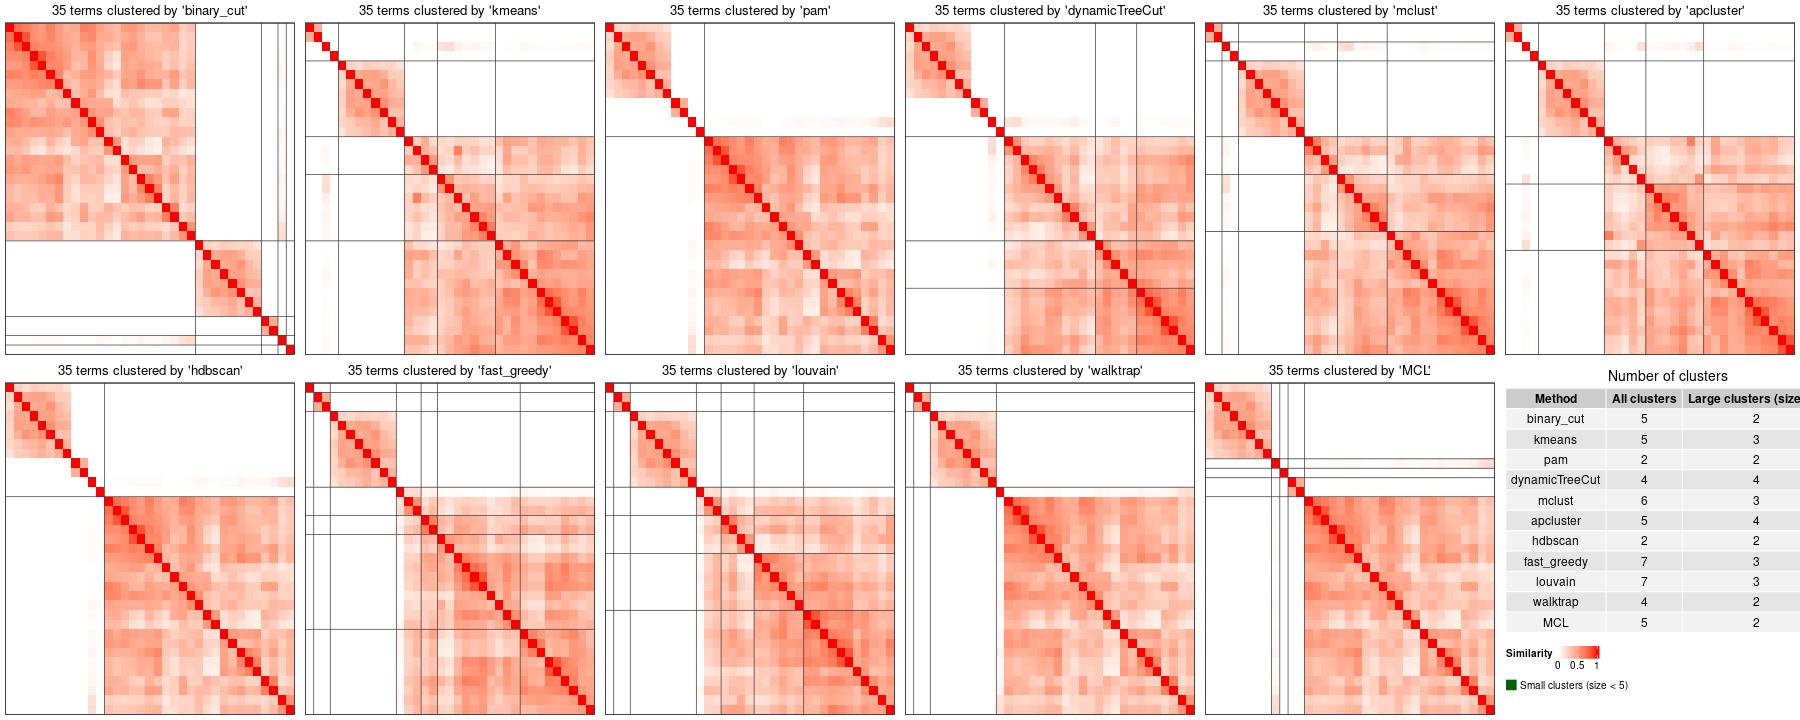 35 terms clustered by 'binary_cut'
35 terms clustered by 'kmeans'
35 terms clustered by 'pam'
35 terms clustered by 'dynamicTreeCut'
35 terms clustered by 'mclust'
35 terms clustered by 'apcluster'
35 terms clustered by 'hdbscan'
35 terms clustered by 'fast_greedy'
35 terms clustered by 'louvain'
35 terms clustered by 'walktrap'
35 terms clustered by 'MCL'
Number of clusters
Method All clusters Large clusters (size
binary_cut 5 2
kmeans 5 3
pam 2 2
dynamicTreeCut 4 4
mclust 6 3
apcluster 5 4
hdbscan 2 2
fast_greedy 7 3
louvain 7 3
walktrap 4 2
MCL 5 2
Similarity
0 0.5 1
Small clusters (size < 5)